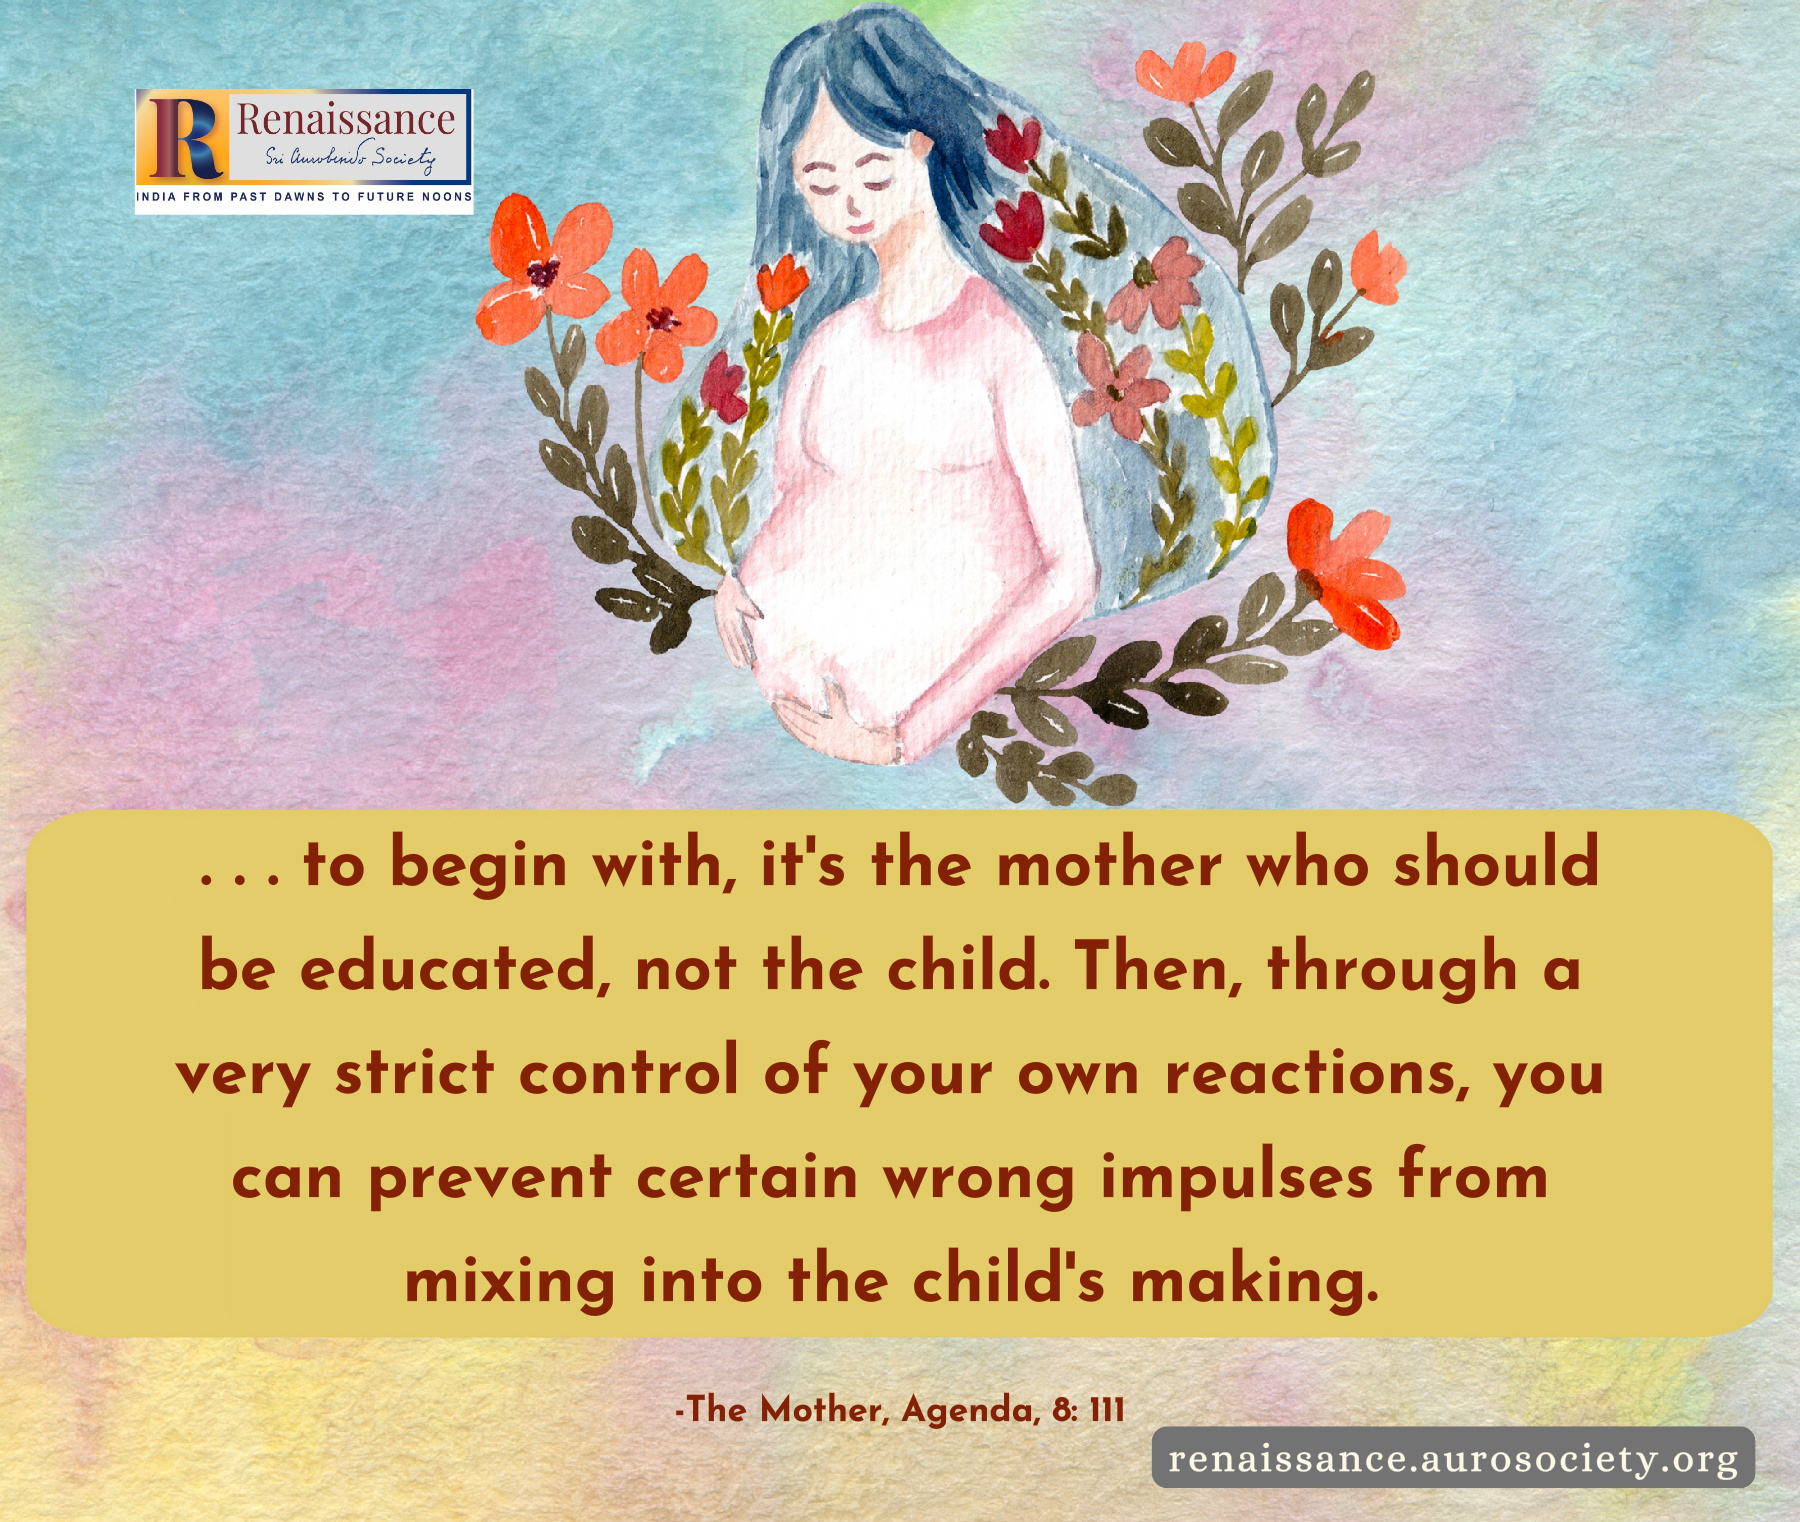 R Renaissance
Sri Aurobindo Society
INDIA FROM PAST DAWNS TO FUTURE NOONS
. . . to begin with, it's the mother who should
be educated, not the child. Then, through a
very strict control of your own reactions, you
can prevent certain wrong impulses from
mixing into the child's making.
-The Mother, Agenda, 8: 111
renaissance.aurosociety.org